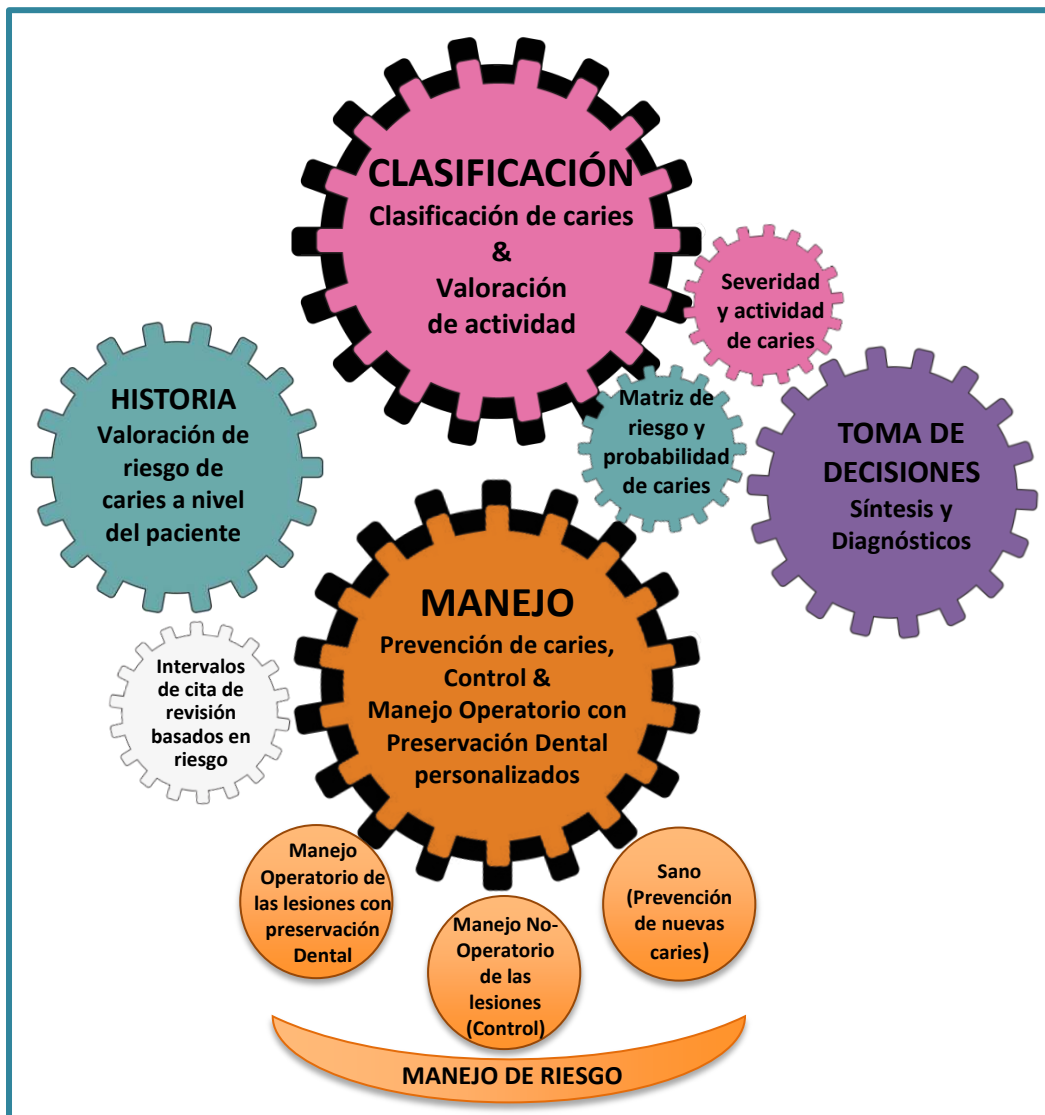 CLASIFICACIÓN
Clasificación de caries
&
Valoración
de actividad
Severidad
y actividad
de caries
HISTORIA
Valoración de
riesgo de
caries a nivel
del paciente
Matriz de
riesgo y
probabilidad
de caries
TOMA DE
DECISIONES
Síntesis y
Diagnósticos
MANEJO
Prevención de caries,
Control &
Manejo Operatorio con
Preservación Dental
personalizados
Intervalos
de cita de
revisión
basados en
riesgo
Manejo
Operatorio de
las lesiones con
preservación
Dental
Manejo No-
Operatorio
de las
lesiones
(Control)
Sano
(Prevención
de nuevas
caries)
MANEJO DE RIESGO